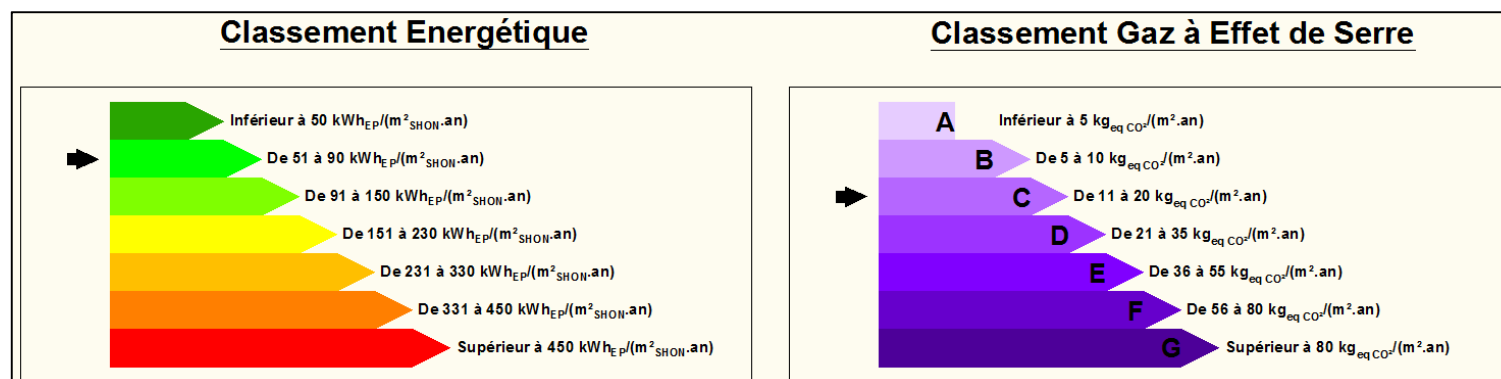 Classement Energétique
Inférieur à 50 kWhEP/(m²SHON.an)
De 51 à 90 kWhEP/(m²SHON.an)
De 91 à 150 kWhEP/(m²SHON.an)
De 151 à 230 kWhEP/(m²SHON.an)
De 231 à 330 kWhEP/(m²SHON.an)
De 331 à 450 kWhEP/(m²SHON.an)
Supérieur à 450 kWhEP/(m²SHON.an)
Classement Gaz à Effet de Serre
A Inférieur à 5 kgeq CO²/(m².an)
B De 5 à 10 kgeq CO²/(m².an)
C De 11 à 20 kgeq CO²/(m².an)
D De 21 à 35 kgeq CO²/(m².an)
E De 36 à 55 kgeq CO²/(m².an)
F De 56 à 80 kgeq CO²/(m².an)
G Supérieur à 80 kgeq CO²/(m².an)